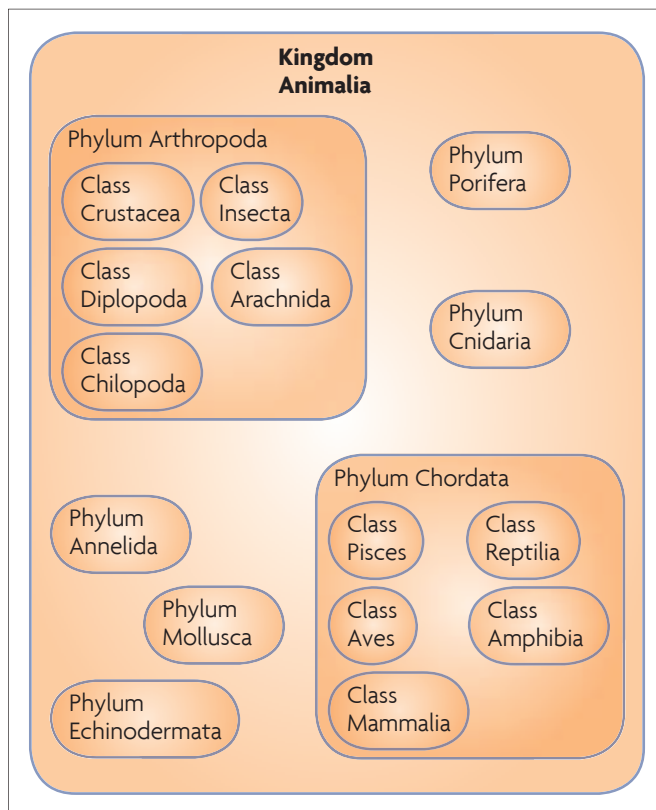 Kingdom
Animalia
Phylum Arthropoda
Class
Crustacea
Class
Insecta
Class
Diplopoda
Class
Arachnida
Class
Chilopoda
Phylum
Porifera
Phylum
Cnidaria
Phylum
Annelida
Phylum
Mollusca
Phylum
Echinodermata
Phylum Chordata
Class
Pisces
Class
Reptilia
Class
Aves
Class
Amphibia
Class
Mammalia